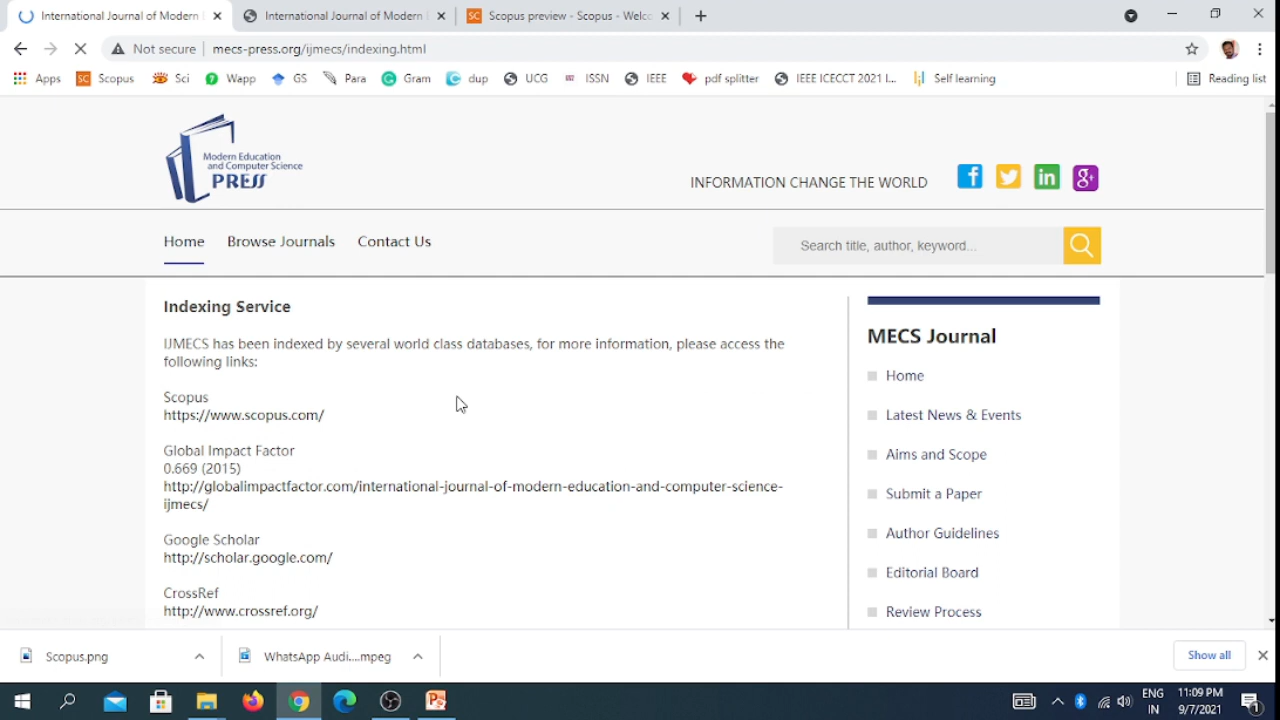 International Journal of Modern
International Journal of Modern
SC Scopus preview - Scopus - Welco
Not secure | mecs-press.org/ijmecs/indexing.html
Apps SC Scopus Sci Wapp GS Para Gram dup UCG ISSN IEEE pdf splitter IEEE ICECCT 2021 I... Self learning Reading list
Modern Education
and Computer Science
PRESS
INFORMATION CHANGE THE WORLD
f in g+
Home Browse Journals Contact Us
Search title, author, keyword...
Indexing Service
IJMECS has been indexed by several world class databases, for more information, please access the
following links:
Scopus
https://www.scopus.com/
Global Impact Factor
0.669 (2015)
http://globalimpactfactor.com/international-journal-of-modern-education-and-computer-science-
ijmecs/
Google Scholar
http://scholar.google.com/
CrossRef
http://www.crossref.org/
MECS Journal
Home
Latest News & Events
Aims and Scope
Submit a Paper
Author Guidelines
Editorial Board
Review Process
Scopus.png
WhatsApp Audi....mpeg
Show all
ENG
IN
11:09 PM
9/7/2021
1